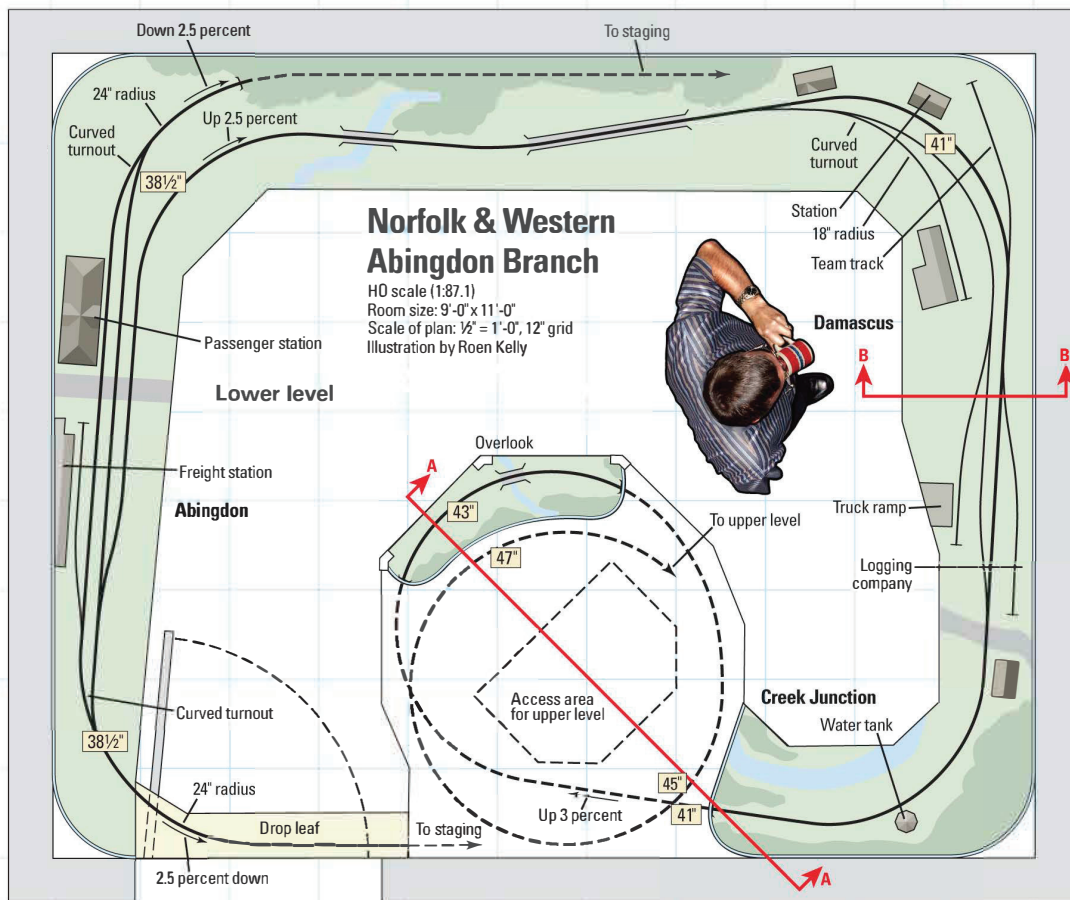 Down 2.5 percent
To staging
24" radius
Up 2.5 percent
Curved
turnout
38½"
Curved
turnout
41"
Norfolk & Western
Abingdon Branch
HO scale (1:87.1)
Room size: 9'-0" x 11'-0"
Scale of plan: ½" = 1'-0", 12" grid
Illustration by Roen Kelly
Station
18" radius
Team track
Passenger station
Damascus
B
B
Lower level
Overlook
A
Freight station
Abingdon
43"
To upper level
Truck ramp
47"
Logging
company
Access area
for upper level
Creek Junction
Curved turnout
Water tank
38½"
45"
24" radius
Up 3 percent
41"
Drop leaf
To staging
2.5 percent down
A